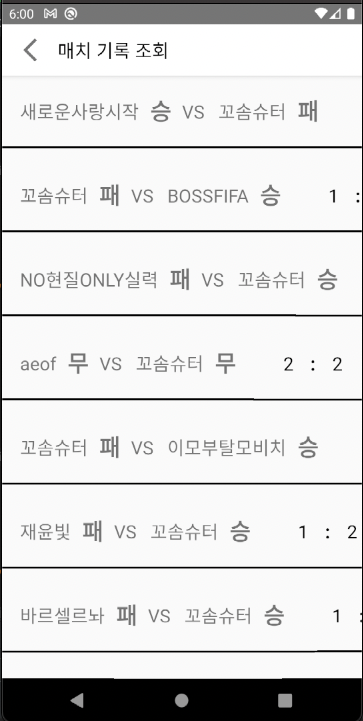 6:00
매치 기록 조회
새로운사랑시작 승 VS 꼬솜슈터 패
꼬솜슈터 패 VS BOSSFIFA 승 1 :
NO현질ONLY실력 패 VS 꼬솜슈터 승
aeof 무 VS 꼬솜슈터 무 2 : 2
꼬솜슈터 패 VS 이모부탈모비치 승
재윤빛 패 VS 꼬솜슈터 승 1 : 2
바르셀르놔 패 VS 꼬솜슈터 승 1 :